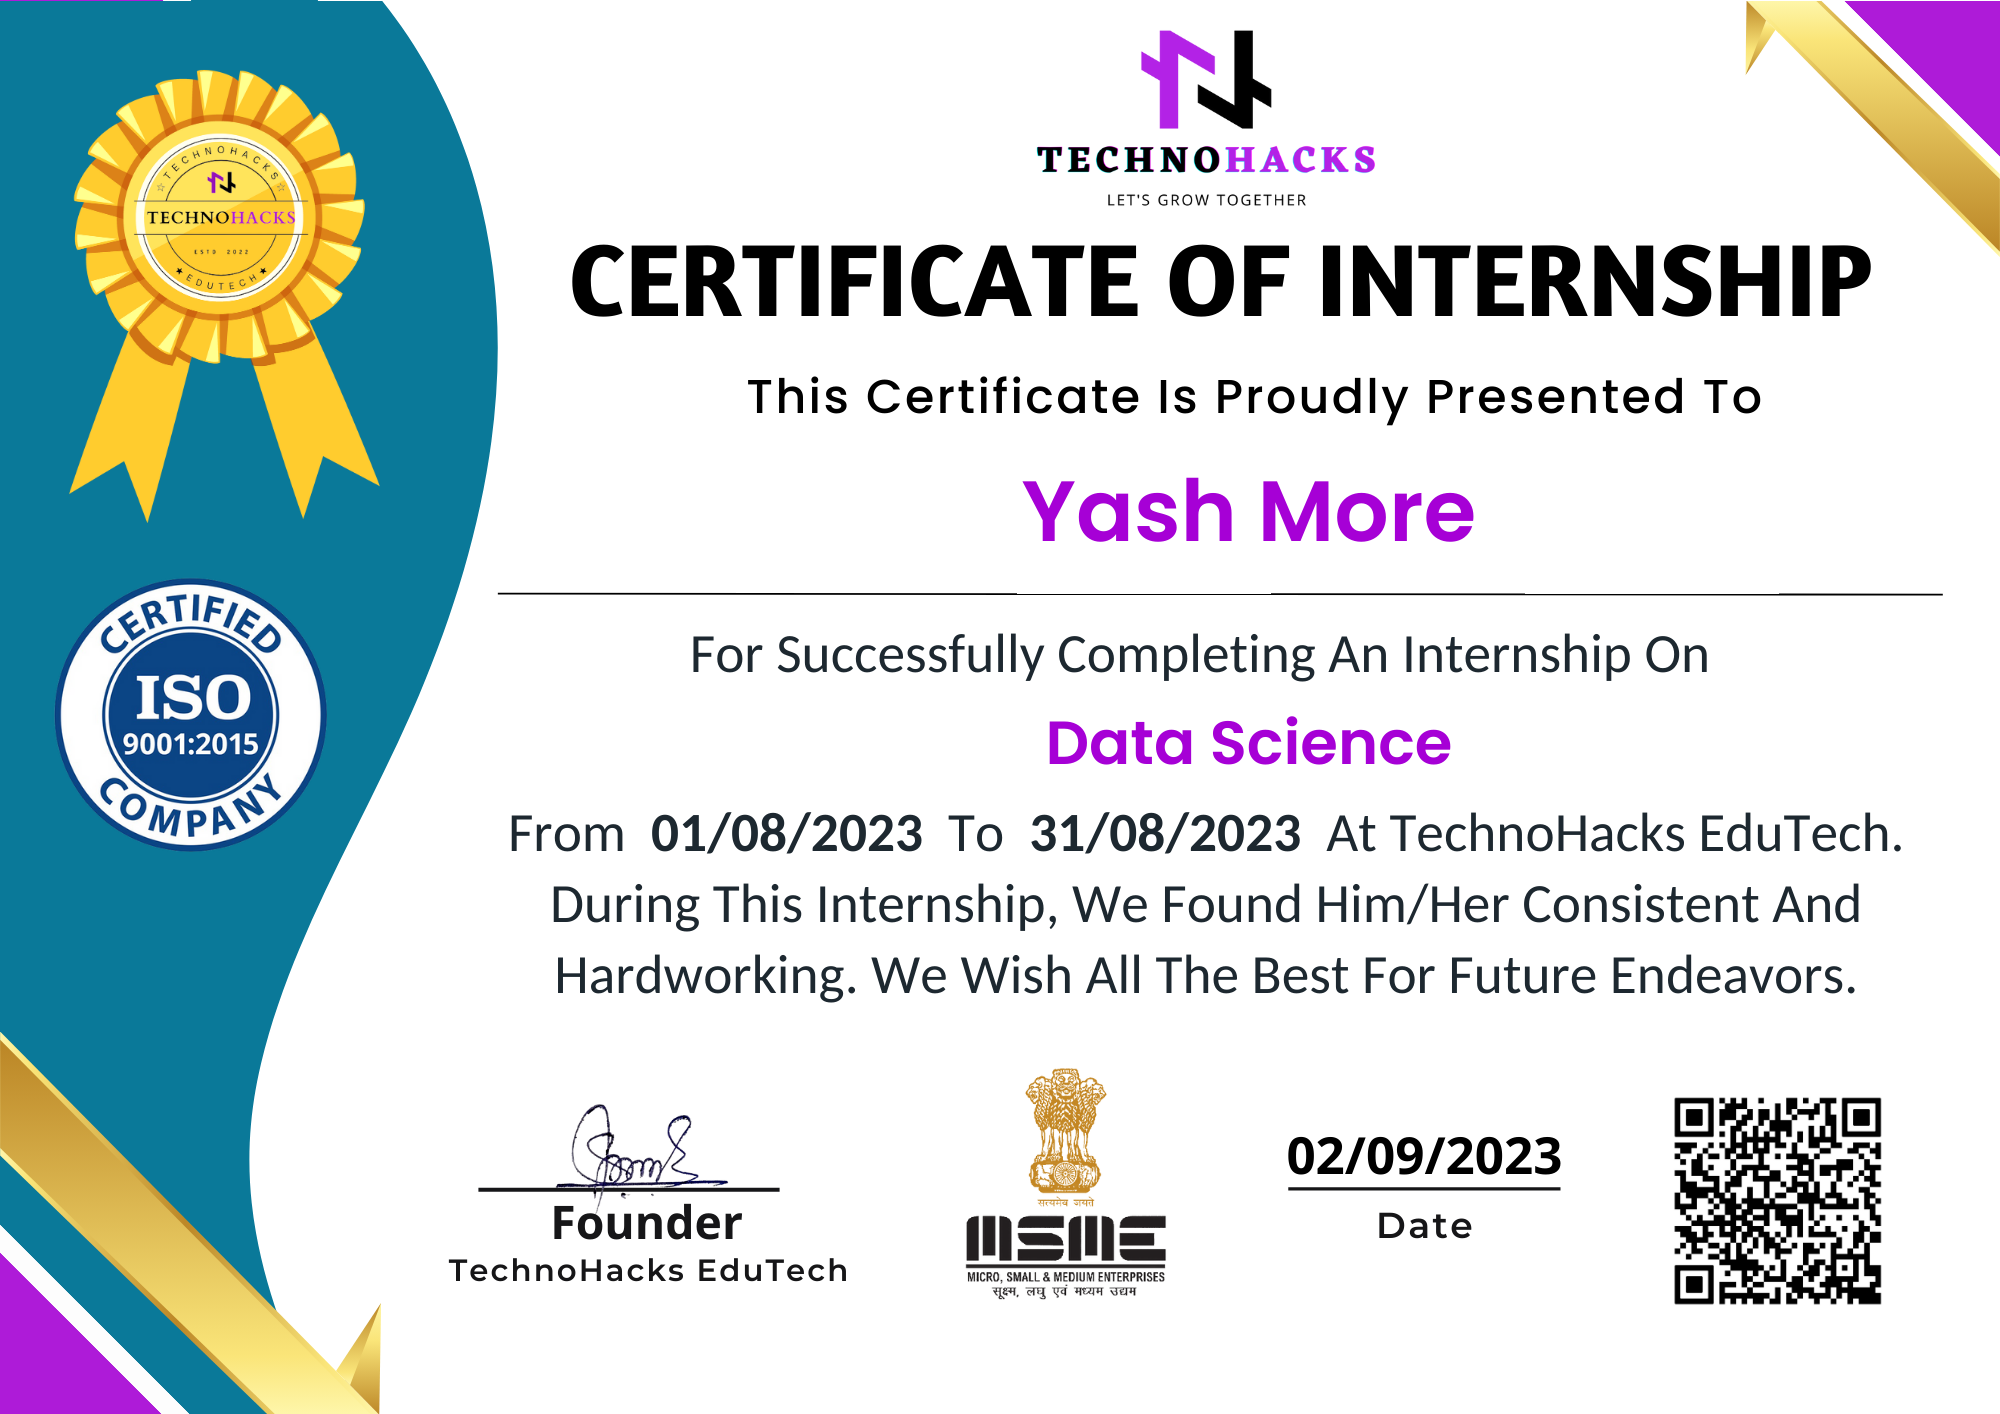 TECHNOHACKS
LET'S GROW TOGETHER
TECHNOHACKS
TECHNOHACKS
ESTD 2022
EDUTECH
CERTIFICATE OF INTERNSHIP
This Certificate Is Proudly Presented To
Yash More
CERTIFIED
ISO
9001:2015
COMPANY
For Successfully Completing An Internship On
Data Science
From 01/08/2023 To 31/08/2023 At TechnoHacks EduTech.
During This Internship, We Found Him/Her Consistent And
Hardworking. We Wish All The Best For Future Endeavors.
Founder
TechnoHacks EduTech
सत्यमेव जयते
MSME
MICRO, SMALL & MEDIUM ENTERPRISES
सूक्ष्म, लघु एवं मध्यम उद्यम
02/09/2023
Date